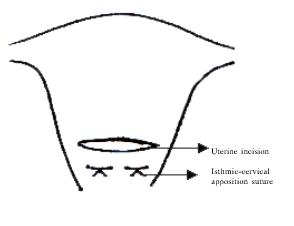 Uterine incision
Isthmic-cervical
apposition suture